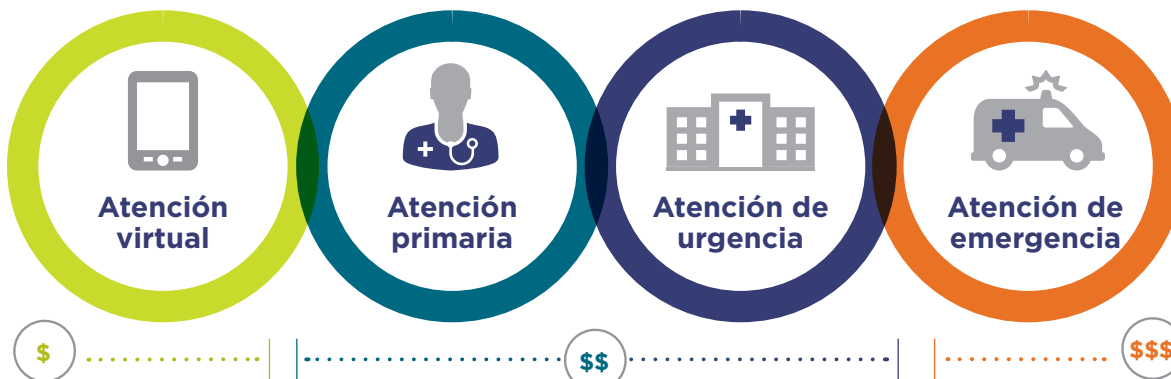 Atención
virtual
Atención
primaria
Atención de
urgencia
Atención de
emergencia
$
$$
$$$